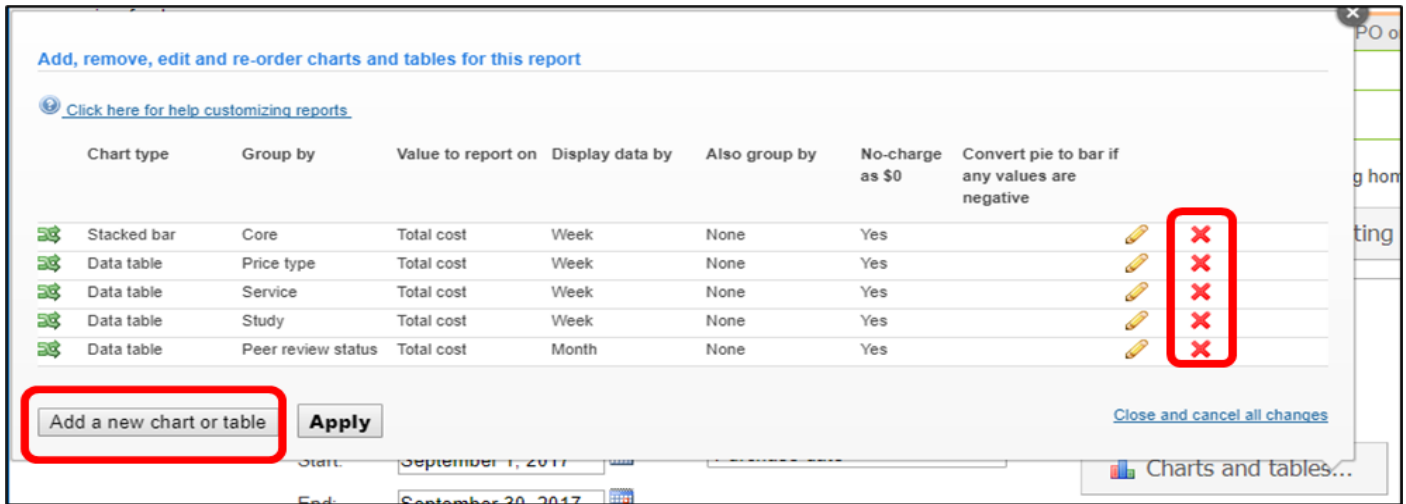 PO o
Add, remove, edit and re-order charts and tables for this report
Click here for help customizing reports
Chart type Group by Value to report on Display data by Also group by No-charge as $0 Convert pie to bar if any values are negative
g hom
Stacked bar Core Total cost Week None Yes
ting
Data table Price type Total cost Week None Yes
Data table Service Total cost Week None Yes
Data table Study Total cost Week None Yes
Data table Peer review status Total cost Month None Yes
Add a new chart or table Apply Close and cancel all changes
Start: September 1, 2017 Purchase date
Charts and tables...
End: September 30, 2017